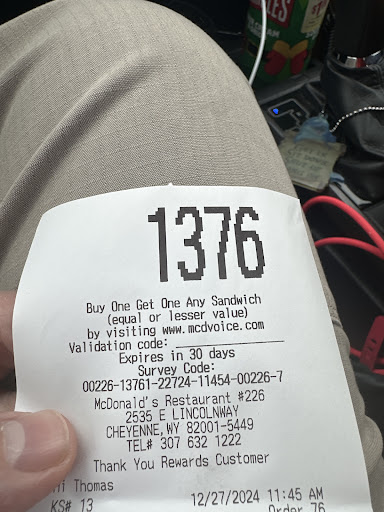 1376
Buy One Get One Any Sandwich
(equal or lesser value)
by visiting www.mcdvoice.com
Validation code:
Expires in 30 days
Survey Code:
00226-13761-22724-11454-00226-7
McDonald's Restaurant #226
2535 E LINCOLNWAY
CHEYENNE,WY 82001-5449
TEL# 307 632 1222
Thank You Rewards Customer
Hi Thomas
KS# 13 12/27/2024 11:45 AM
Order 76